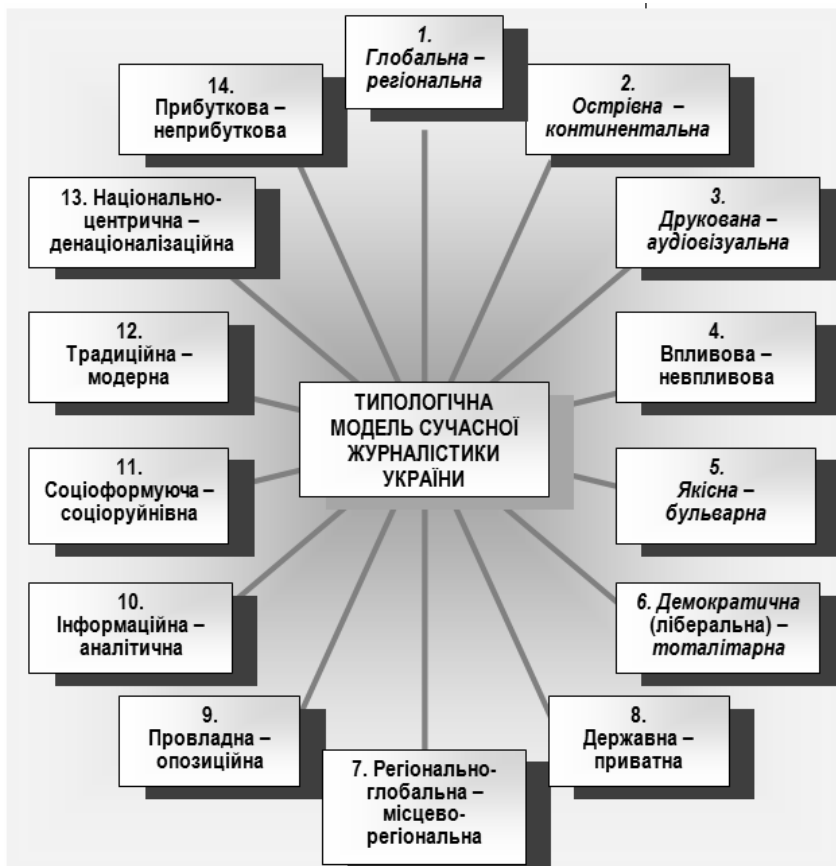 1.
Глобальна –
регіональна
2.
Острівна –
континентальна
3.
Друкована –
аудіовізуальна
4.
Впливова –
невпливова
5.
Якісна –
бульварна
6. Демократична
(ліберальна) –
тоталітарна
8.
Державна –
приватна
7. Регіонально-
глобальна –
місцево-
регіональна
9.
Провладна –
опозиційна
10.
Інформаційна –
аналітична
11.
Соціоформуюча –
соціоруйнівна
12.
Традиційна –
модерна
13. Національно-
центрична –
денаціоналізаційна
14.
Прибуткова –
неприбуткова
ТИПОЛОГІЧНА
МОДЕЛЬ СУЧАСНОЇ
ЖУРНАЛІСТИКИ
УКРАЇНИ